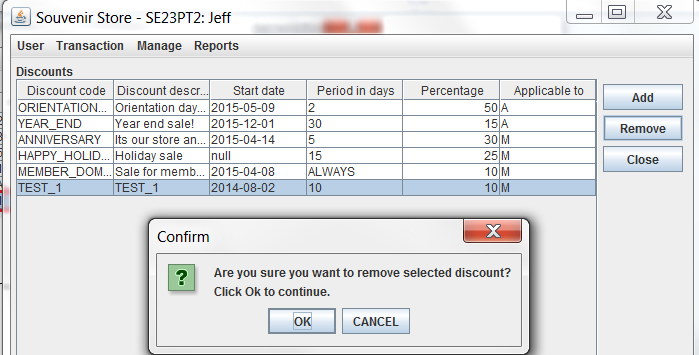 Souvenir Store - SE23PT2: Jeff
User Transaction Manage Reports
Discounts
Discount code Discount descr... Start date Period in days Percentage Applicable to
ORIENTATION... Orientation day... 2015-05-09 2 50 A
YEAR_END Year end sale! 2015-12-01 30 15 A
ANNIVERSARY Its our store an... 2015-04-14 5 30 M
HAPPY_HOLID... Holiday sale null 15 25 M
MEMBER_DOM... Sale for memb... 2015-04-08 ALWAYS 10 M
TEST_1 TEST_1 2014-08-02 10 10 M
Add
Remove
Close
Confirm
Are you sure you want to remove selected discount?
Click Ok to continue.
OK CANCEL